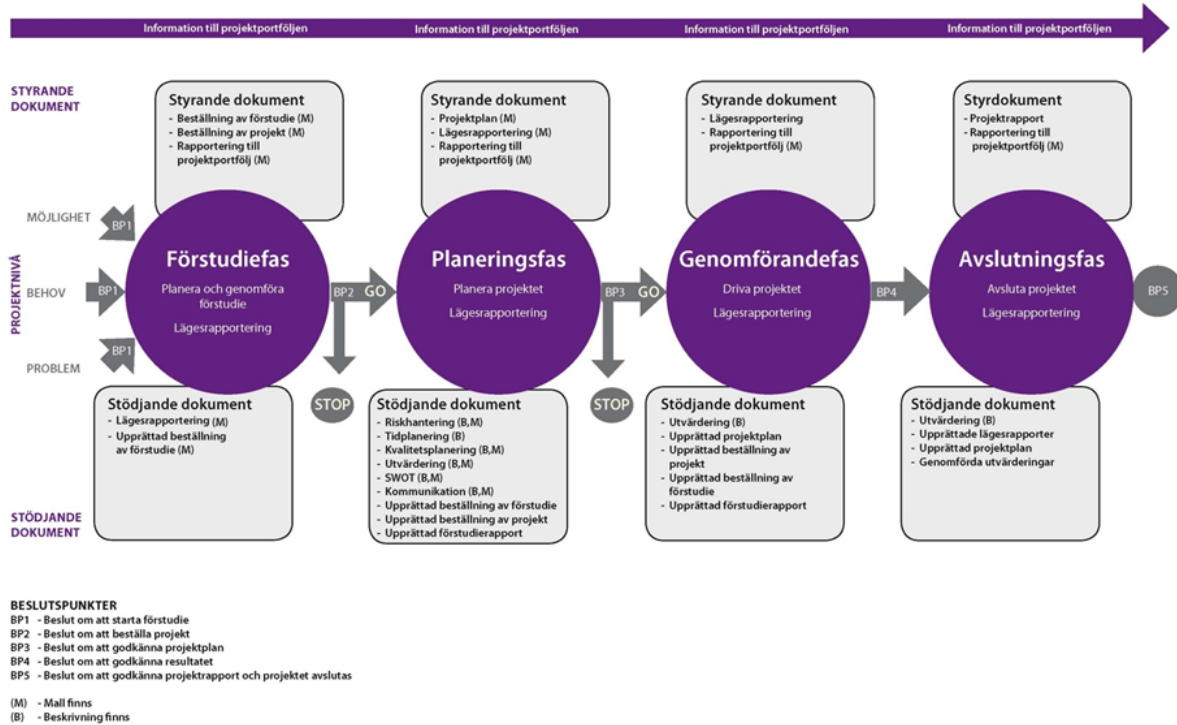 Information till projektportföljen
Information till projektportföljen
Information till projektportföljen
Information till projektportföljen
STYRANDE
DOKUMENT
Styrande dokument
- Beställning av förstudie (M)
- Beställning av projekt (M)
- Rapportering till
projektportfölj (M)
Styrande dokument
- Projektplan (M)
- Lägesrapportering (M)
- Rapportering till
projektportfölj (M)
Styrande dokument
- Lägesrapportering
- Rapportering till
projektportfölj (M)
Styrdokument
- Projektrapport
- Rapportering till
projektportfölj (M)
PROJEKTNIVÅ
MÖJLIGHET
BP1
BEHOV
BP1
PROBLEM
BP1
Förstudiefas
Planera och genomföra
förstudie
Lägesrapportering
BP2 GO
STOP
Planeringsfas
Planera projektet
Lägesrapportering
BP3 GO
STOP
Genomförandefas
Driva projektet
Lägesrapportering
BP4
Avslutningsfas
Avsluta projektet
Lägesrapportering
BP5
STÖDJANDE
DOKUMENT
Stödjande dokument
- Lägesrapportering (M)
- Upprättad beställning
av förstudie (M)
Stödjande dokument
- Riskhantering (B,M)
- Tidplanering (B)
- Kvalitetsplanering (B,M)
- Utvärdering (B,M)
- SWOT (B,M)
- Kommunikation (B,M)
- Upprättad beställning av förstudie
- Upprättad beställning av projekt
- Upprättad förstudierapport
Stödjande dokument
- Utvärdering (B)
- Upprättad projektplan
- Upprättad beställning av
projekt
- Upprättad beställning av
förstudie
- Upprättad förstudierapport
Stödjande dokument
- Utvärdering (B)
- Upprättade lägesrapporter
- Upprättad projektplan
- Genomförda utvärderingar
BESLUTSPUNKTER
BP1 - Beslut om att starta förstudie
BP2 - Beslut om att beställa projekt
BP3 - Beslut om att godkänna projektplan
BP4 - Beslut om att godkänna resultatet
BP5 - Beslut om att godkänna projektrapport och projektet avslutas
(M) - Mall finns
(B) - Beskrivning finns